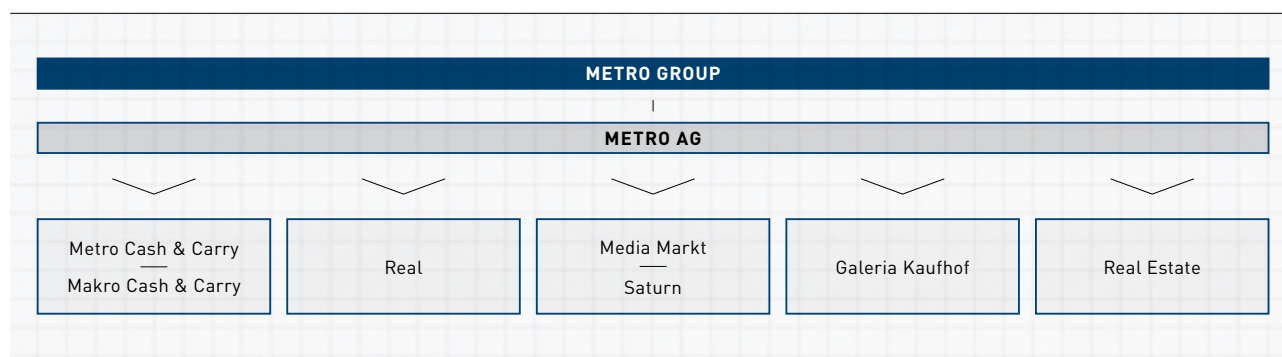 METRO GROUP
METRO AG
Metro Cash & Carry
Makro Cash & Carry
Real
Media Markt
Saturn
Galeria Kaufhof
Real Estate